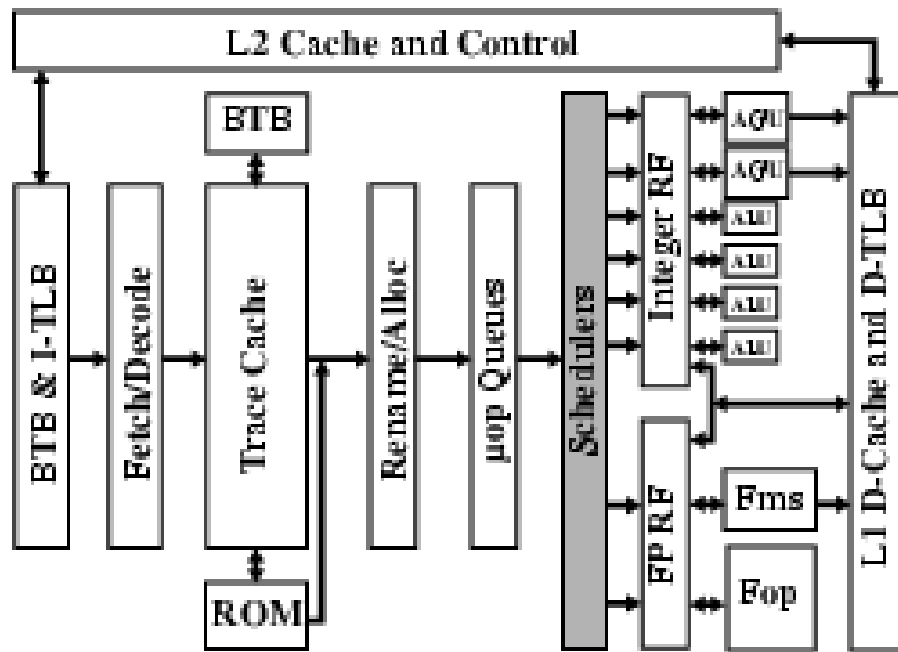 L2 Cache and Control
BTB & I-TLB
Fetch/Decode
BTB
Trace Cache
ROM
Rename/Alloc
µop Queues
Schedulers
Integer RF
FP RF
AGU
AGU
ALU
ALU
ALU
ALU
Fms
Fop
L1 D-Cache and D-TLB